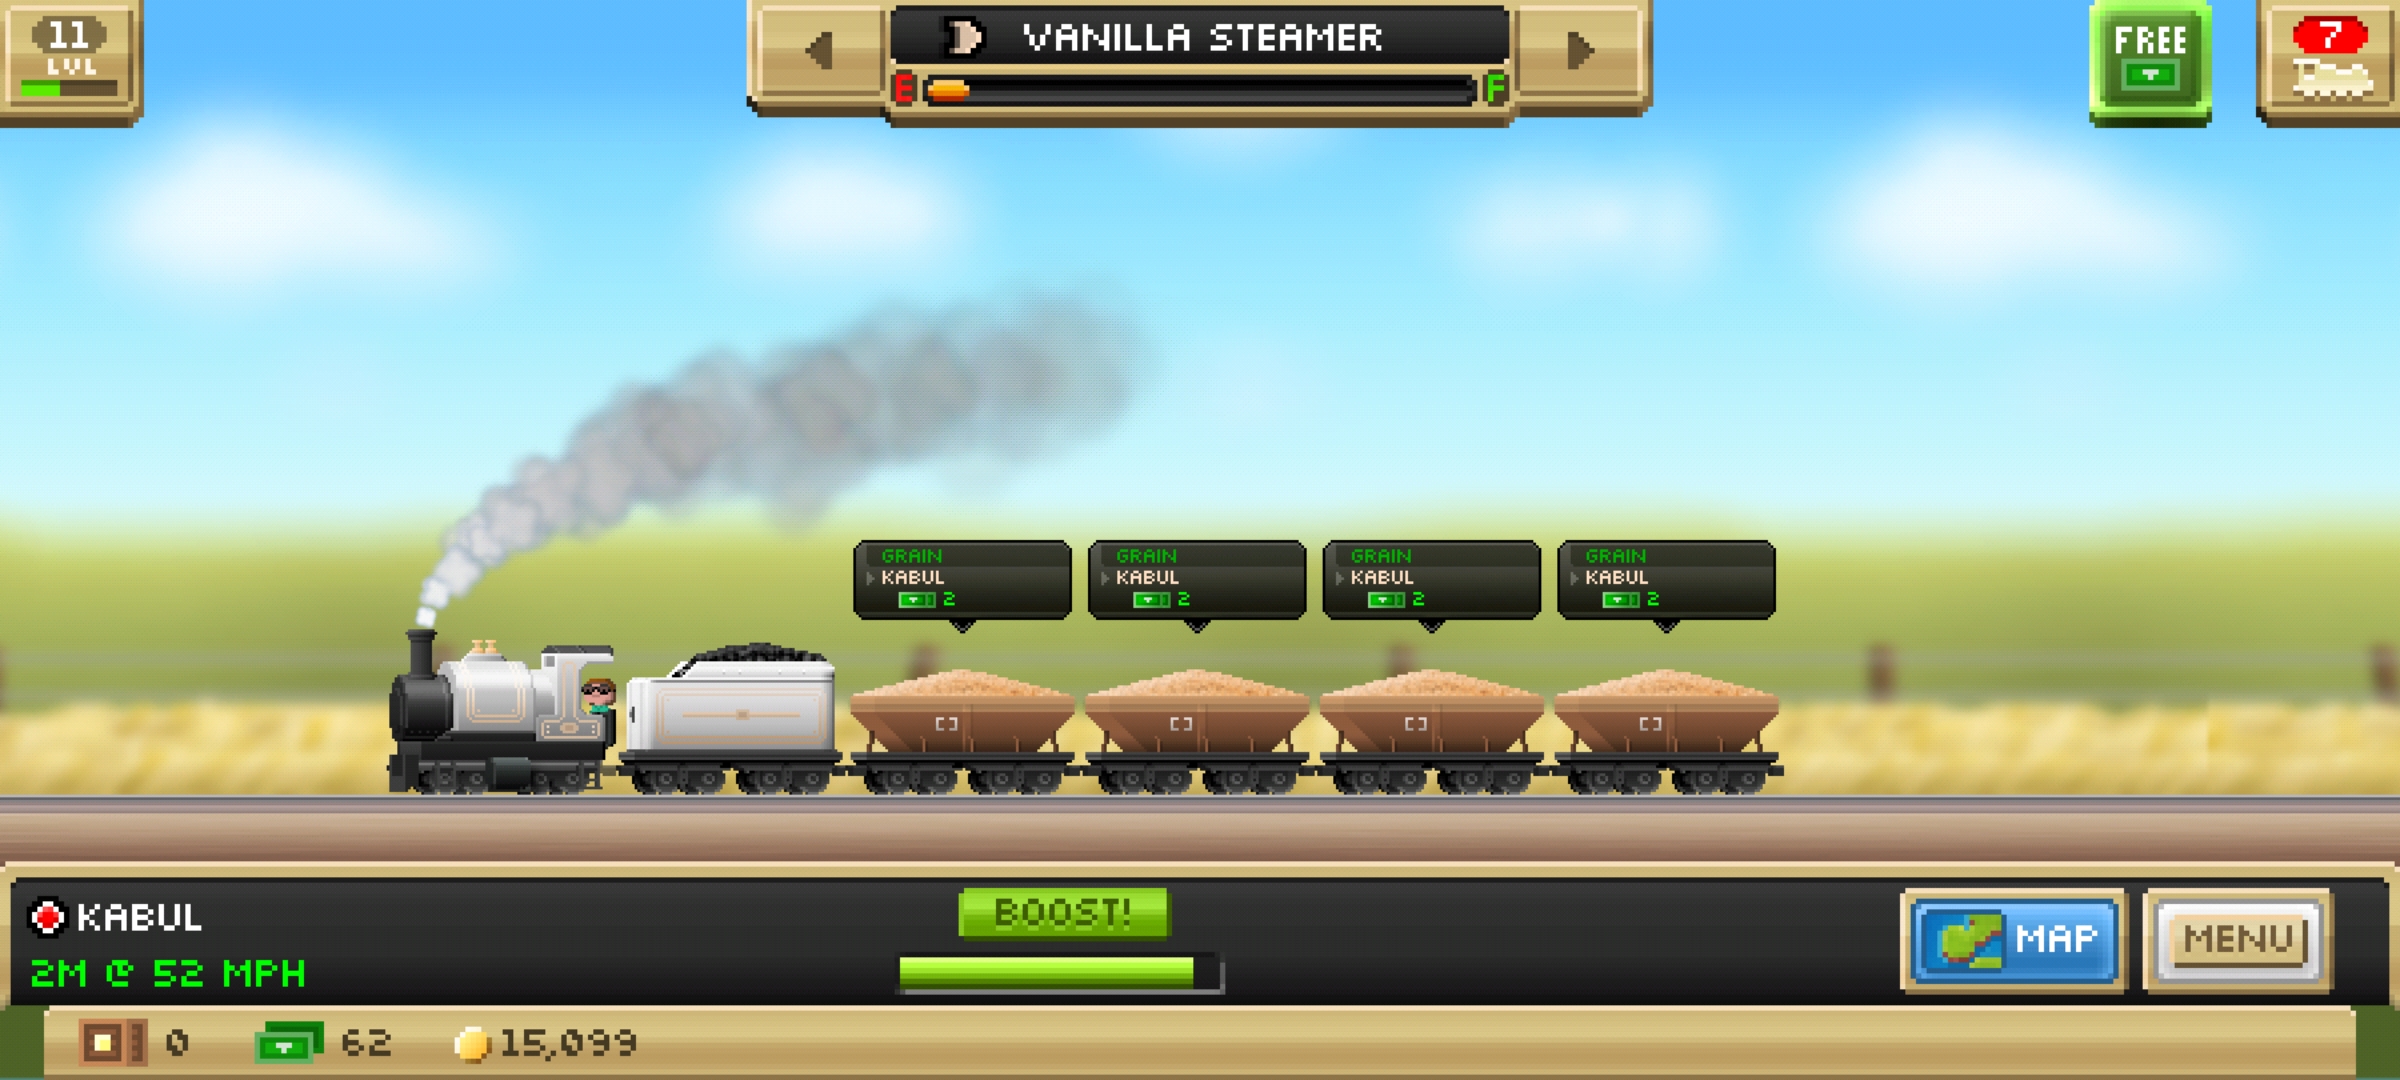 11
LVL
VANILLA STEAMER
E F
FREE
7
GRAIN
KABUL
2
GRAIN
KABUL
2
GRAIN
KABUL
2
GRAIN
KABUL
2
KABUL
2M @ 52 MPH
BOOST!
MAP
MENU
0
62
15,099